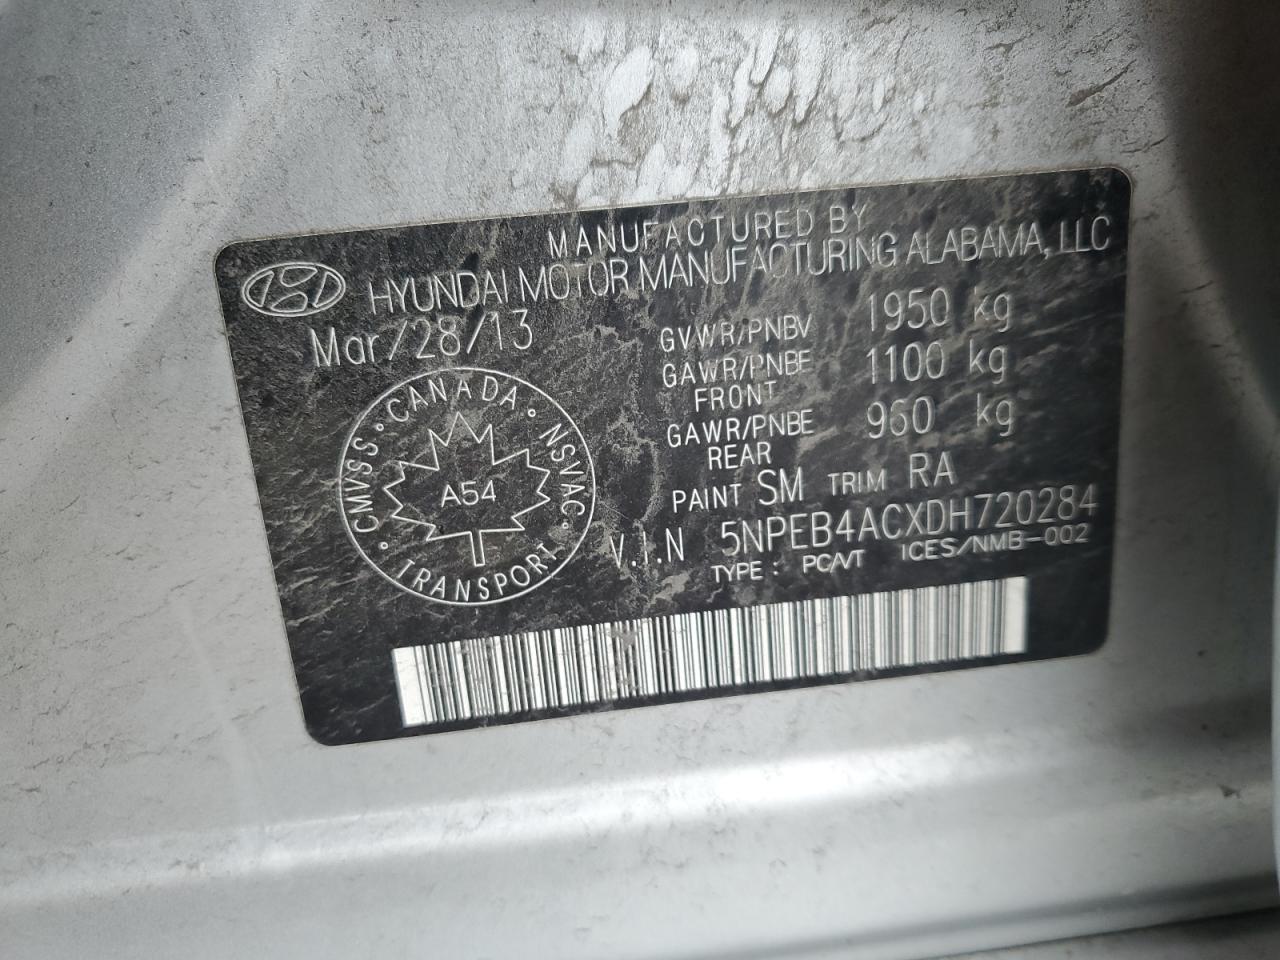 MANUFACTURED BY
HYUNDAI MOTOR MANUFACTURING ALABAMA, LLC
Mar/28/13
GVWR/PNBV 1950 kg
GAWR/PNBE 1100 kg
FRONT
GAWR/PNBE 960 kg
REAR
PAINT SM TRIM RA
V.I.N 5NPEB4ACXDH720284
TYPE: PC/VT ICES/NMB-002
CMVSS • CANADA • NSVAC • TRANSPORT •
A54